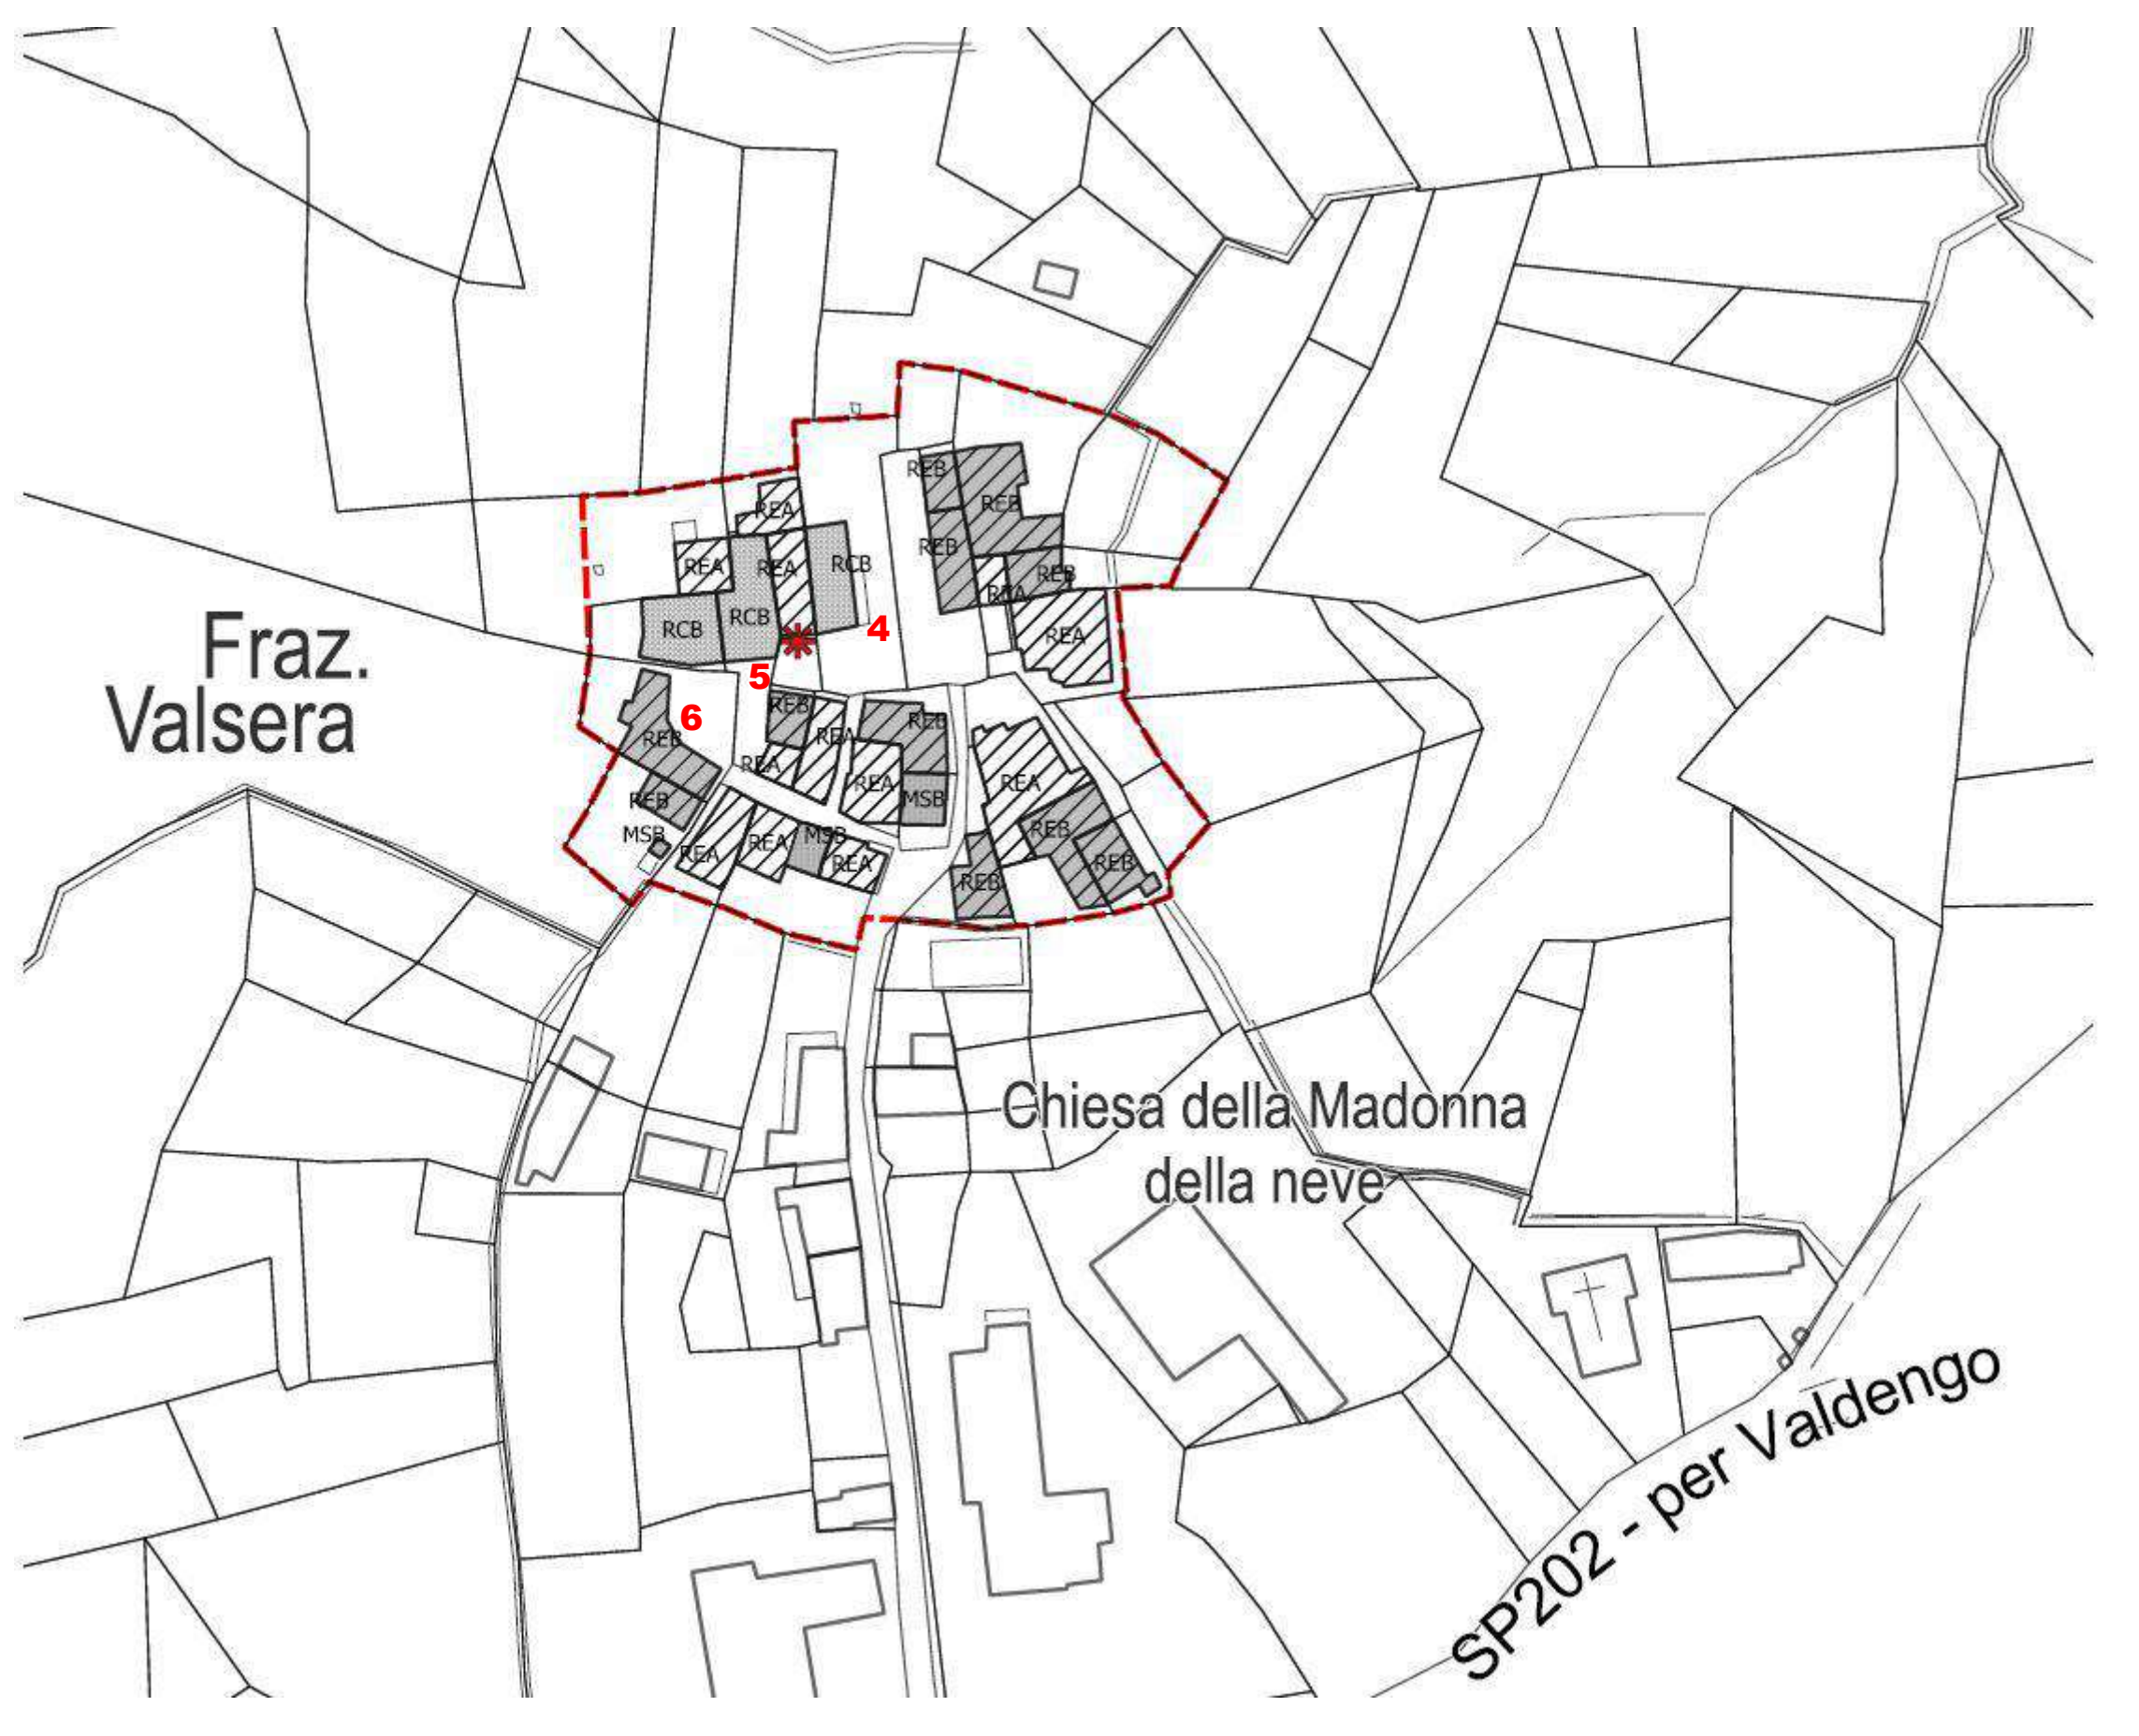 REB
REA
REB
REA
REA
RCB
REB
REB
REA
RCB
RCB
4
REA
Fraz.
Valsera
5
REB
6
REB
REB
REA
REA
REA
REA
MSB
REB
MSB
REA
REA
MSB
REA
REB
REB
REB
Chiesa della Madonna
della neve
SP202 - per Valdengo